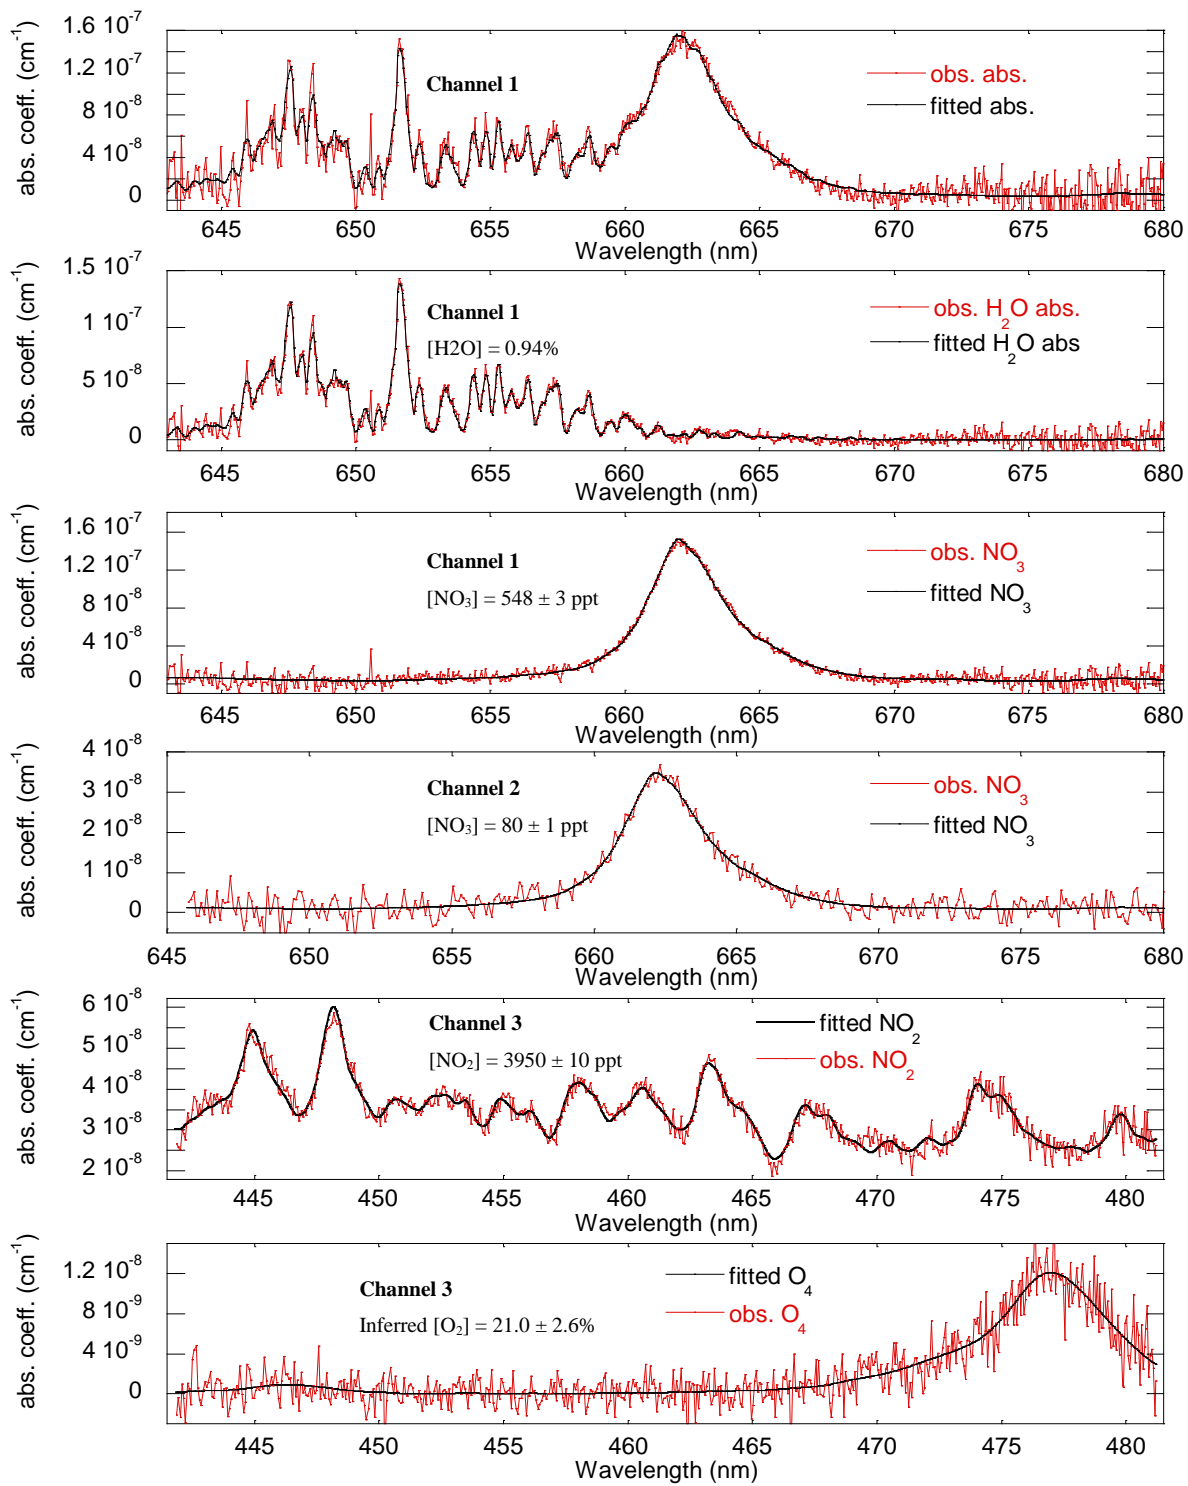 abs. coeff. (cm-1)
1.6 10-7
1.2 10-7
8 10-8
4 10-8
0
Channel 1
obs. abs.
fitted abs.
645 650 655 660 665 670 675 680
Wavelength (nm)
abs. coeff. (cm-1)
1.5 10-7
1 10-7
5 10-8
0
Channel 1
[H2O] = 0.94%
obs. H2O abs.
fitted H2O abs
645 650 655 660 665 670 675 680
Wavelength (nm)
abs. coeff. (cm-1)
1.6 10-7
1.2 10-7
8 10-8
4 10-8
0
Channel 1
[NO3] = 548 ± 3 ppt
obs. NO3
fitted NO3
645 650 655 660 665 670 675 680
Wavelength (nm)
abs. coeff. (cm-1)
4 10-8
3 10-8
2 10-8
1 10-8
0
Channel 2
[NO3] = 80 ± 1 ppt
obs. NO3
fitted NO3
645 650 655 660 665 670 675 680
Wavelength (nm)
abs. coeff. (cm-1)
6 10-8
5 10-8
4 10-8
3 10-8
2 10-8
Channel 3
[NO2] = 3950 ± 10 ppt
fitted NO2
obs. NO2
445 450 455 460 465 470 475 480
Wavelength (nm)
abs. coeff. (cm-1)
1.2 10-8
8 10-9
4 10-9
0
Channel 3
Inferred [O2] = 21.0 ± 2.6%
fitted O4
obs. O4
445 450 455 460 465 470 475 480
Wavelength (nm)